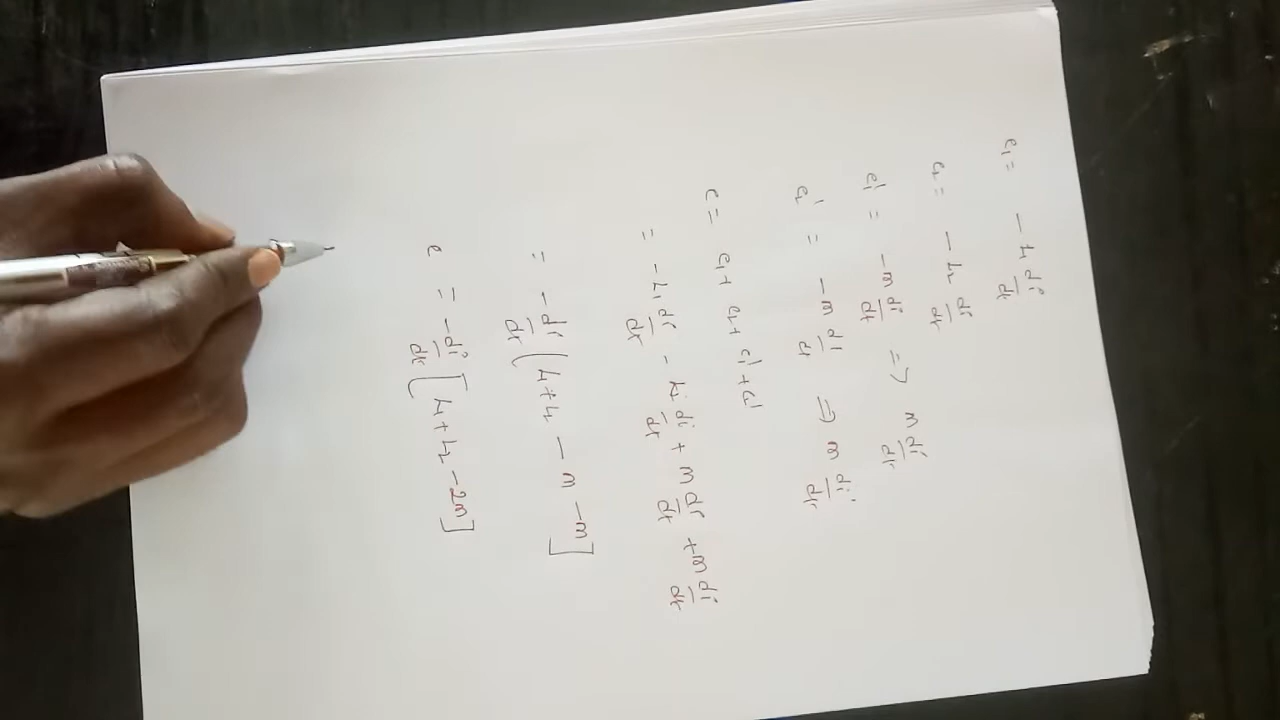 e₁ = - L₁ di/dt
e₂ = - L₂ di/dt
e₁' = - m di/dt => m di/dt
e₂' = - m di/dt => m di/dt
e = e₁ + e₂ + e₁' + e₂'
= - L₁ di/dt - L₂ di/dt + m di/dt + m di/dt
= - di/dt [L₁ + L₂ - m - m]
e = - di/dt [L₁ + L₂ - 2m]